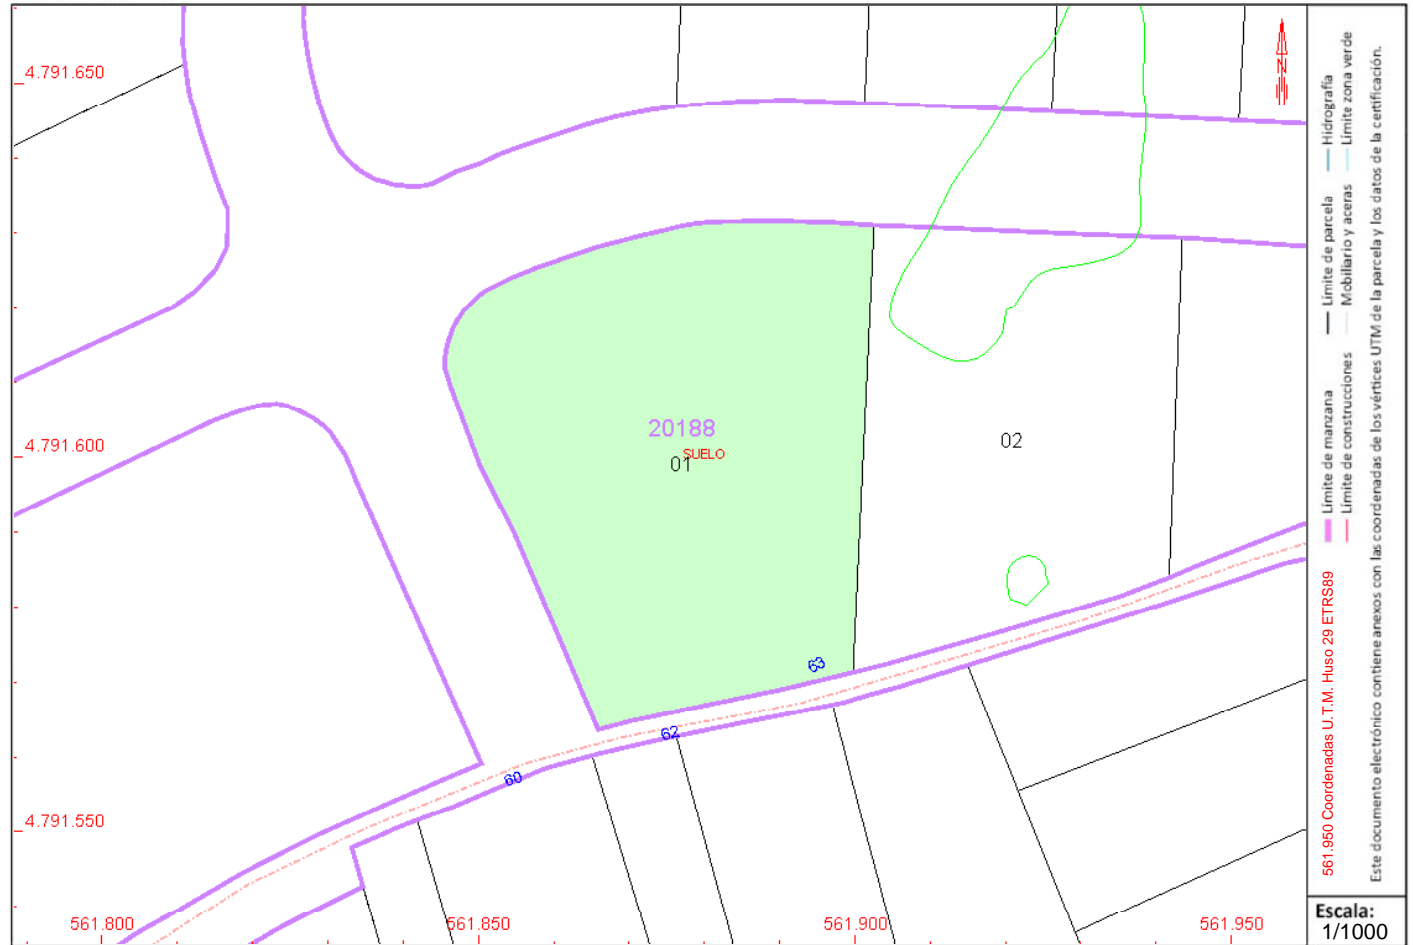 4.791.650
4.791.600
4.791.550
561.800
561.850
561.900
561.950
20188
SUELO
01
02
63
62
60
N
Límite de manzana
Límite de parcela
Hidrografía
Límite de construcciones
Mobiliario y aceras
Límite zona verde
561.950 Coordenadas U.T.M. Huso 29 ETRS89
Este documento electrónico contiene anexos con las coordenadas de los vértices UTM de la parcela y los datos de la certificación.
Escala:
1/1000